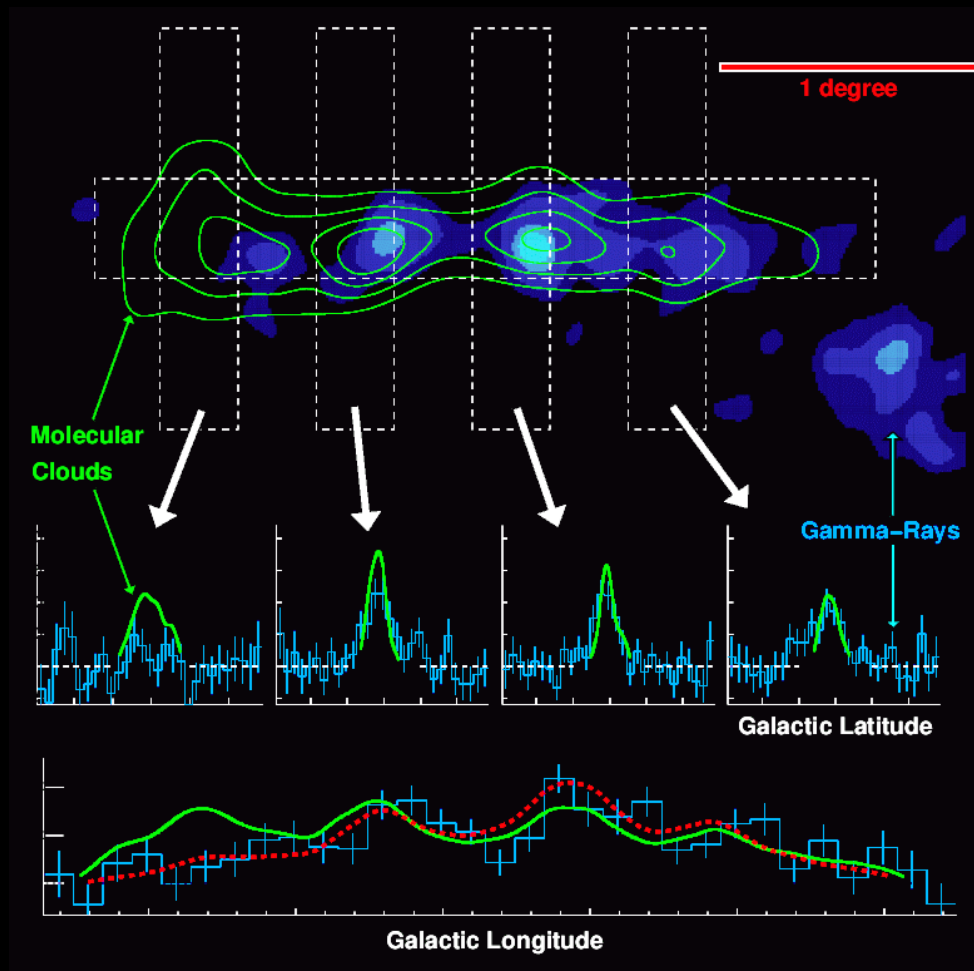 1 degree
Molecular
Clouds
Gamma-Rays
Galactic Latitude
Galactic Longitude